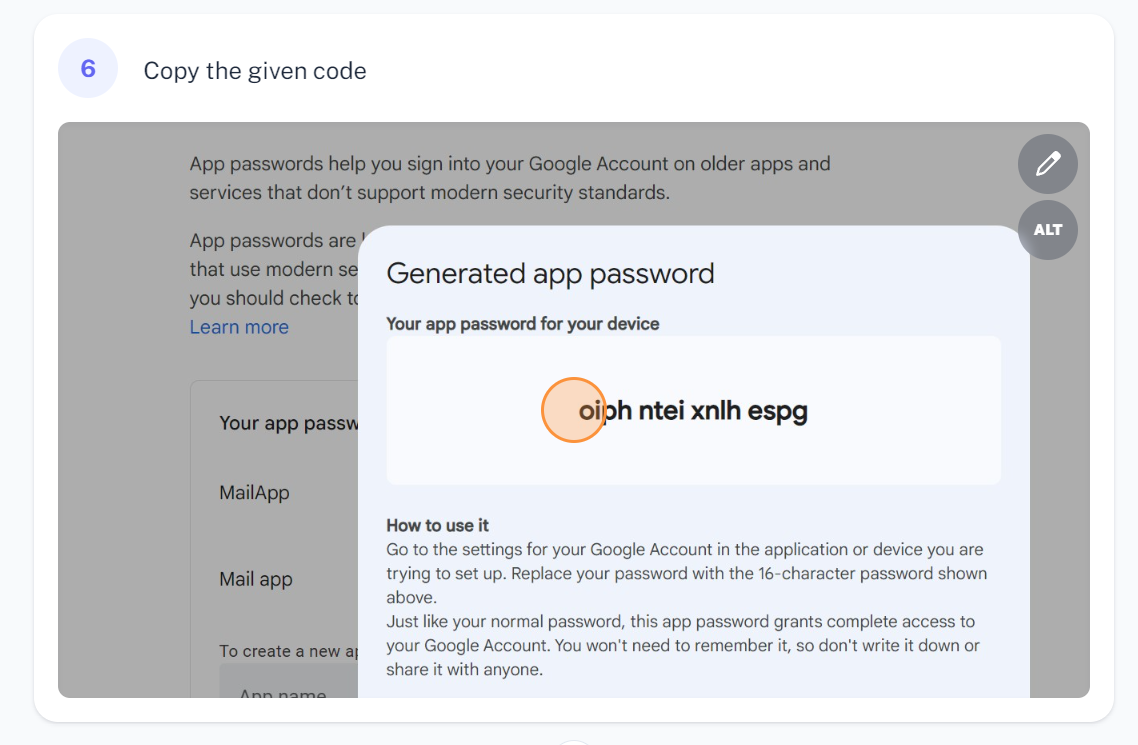 6
Copy the given code
App passwords help you sign into your Google Account on older apps and
services that don't support modern security standards.
App passwords are
that use modern se
you should check to
Learn more
ALT
Generated app password
Your app password for your device
oiph ntei xnlh espg
Your app passw
MailApp
How to use it
Go to the settings for your Google Account in the application or device you are
trying to set up. Replace your password with the 16-character password shown
above.
Just like your normal password, this app password grants complete access to
your Google Account. You won't need to remember it, so don't write it down or
share it with anyone.
Mail app
To create a new ap
App name